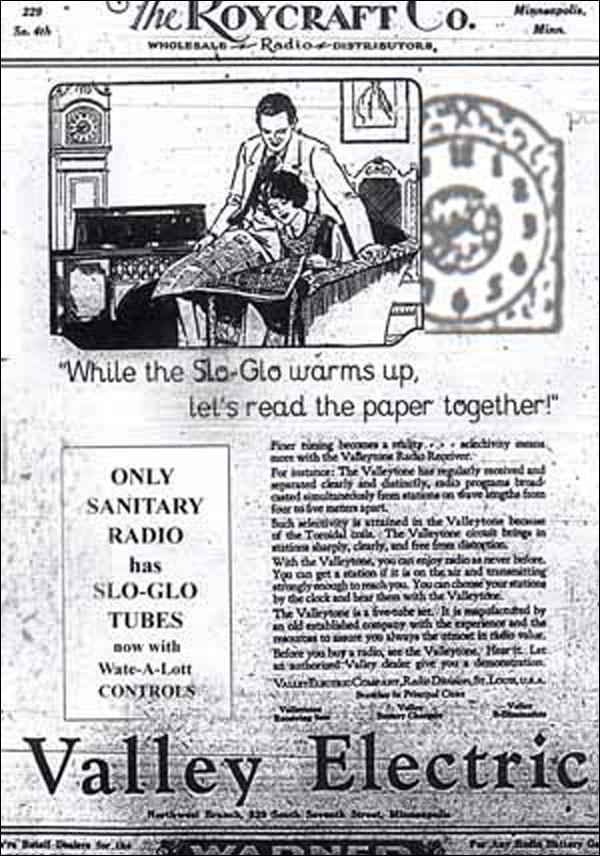 229
So. 4th
The ROYCRAFT Co.
WHOLESALE Radio DISTRIBUTORS.
Minneapolis,
Minn.
"While the Slo-Glo warms up,
let's read the paper together!"
ONLY
SANITARY
RADIO
has
SLO-GLO
TUBES
now with
Wate-A-Lott
CONTROLS
Finer tuning becomes a reality . . . selectivity means
more with the Valleytone Radio Receiver.
For instance: The Valleytone has regularly received and
separated clearly and distinctly, radio programs broad-
casted simultaneously from stations on wave lengths from
four to five meters apart.
Such selectivity is attained in the Valleytone because
of the Toroidal coils. The Valleytone circuit brings in
stations sharply, clearly, and free from distortion.
With the Valleytone, you can enjoy radio as never before.
You can get a station if it is on the air and transmitting
strongly enough to reach you. You can choose your stations
by the clock and hear them with the Valleytone.
The Valleytone is a five-tube set. It is manufactured by
an old established company with the experience and the
resources to assure you always the utmost in radio value.
Before you buy a radio, see the Valleytone. Hear it. Let
an authorized Valley dealer give you a demonstration.
VALLEY ELECTRIC COMPANY, Radio Division, St. Louis, U.S.A.
Branches in Principal Cities
Valleytone
Receiving Sets
Valley
Battery Chargers
Valley
B-Eliminators
Valley Electric
Northwest Branch, 329 South Seventh Street, Minneapolis
Retail Dealers for the
WARNER
For Any Radio Battery